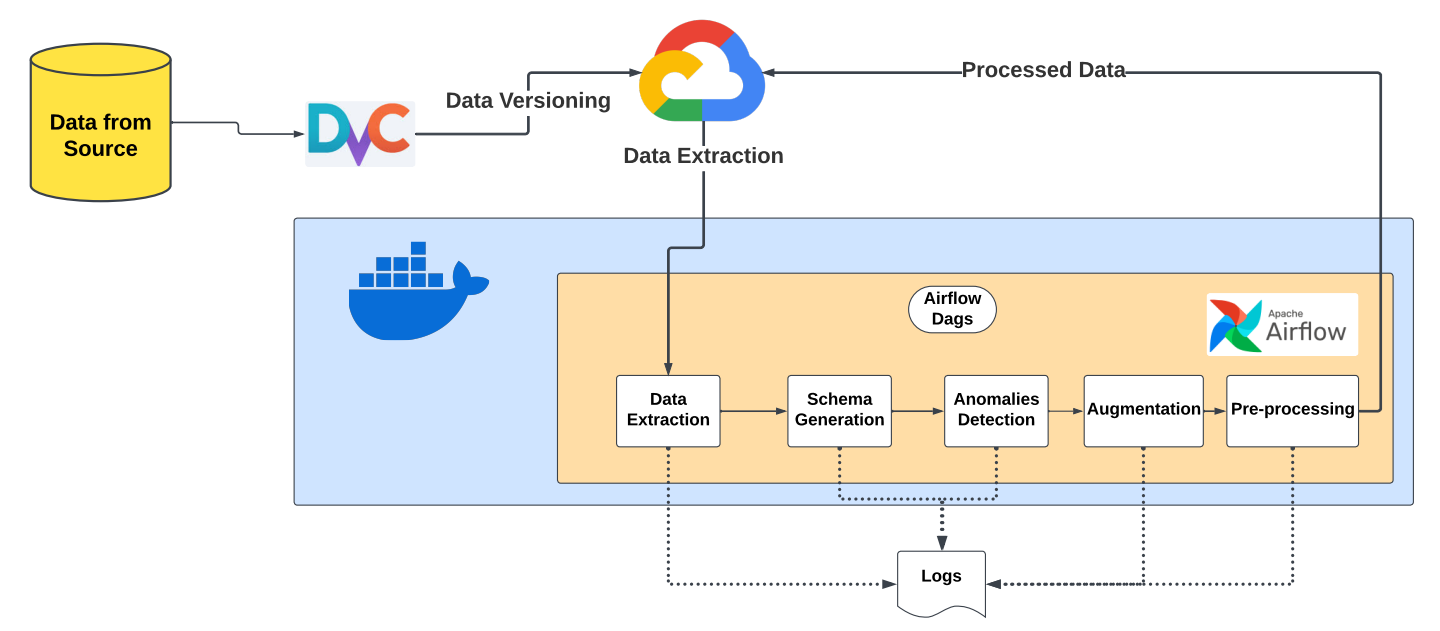 Data from
Source
DVC
Data Versioning
Processed Data
Data Extraction
Airflow
Dags
Apache
Airflow
Data
Extraction
Schema
Generation
Anomalies
Detection
Augmentation
Pre-processing
Logs